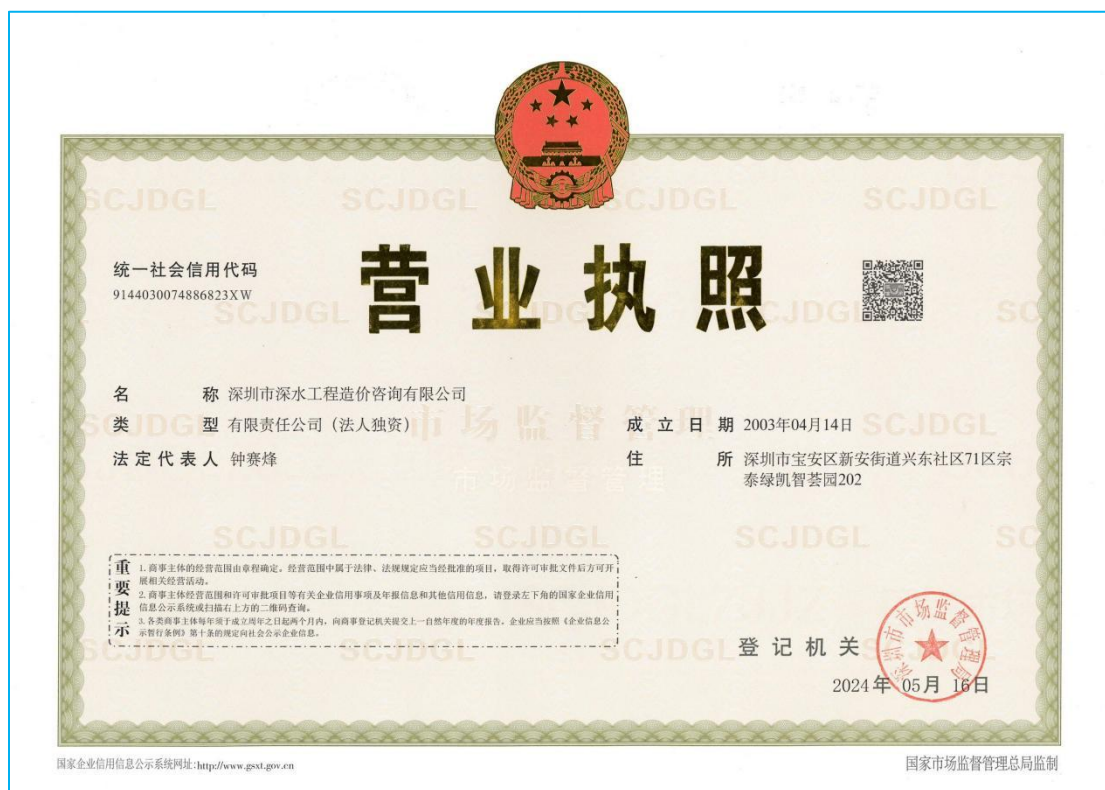 营业执照
统一社会信用代码
9144030074886823XW
名 称 深圳市深水工程造价咨询有限公司
类 型 有限责任公司（法人独资）
法定代表人 钟赛烽
成立日期 2003年04月14日
住 所 深圳市宝安区新安街道兴东社区71区宗
泰绿凯智荟园202
重要提示
1.商事主体的经营范围由章程确定。经营范围中属于法律、法规规定应当经批准的项目，取得许可审批文件后方可开
展相关经营活动。
2.商事主体经营范围和许可审批项目等有关企业信用事项及年报信息和其他信用信息，请登录左下角的国家企业信用
信息公示系统或扫描右上方的二维码查询。
3.各类商事主体每年须于成立周年之日起两个月内，向商事登记机关提交上一自然年度的年度报告。企业应当按照《企业信息公
示暂行条例》第十条的规定向社会公示企业信息。
登记机关
深圳市市场监督管理局
2024年 05月 16日
国家企业信用信息公示系统网址:http://www.gsxt.gov.cn
国家市场监督管理总局监制
SCJDGL
市场监督管理